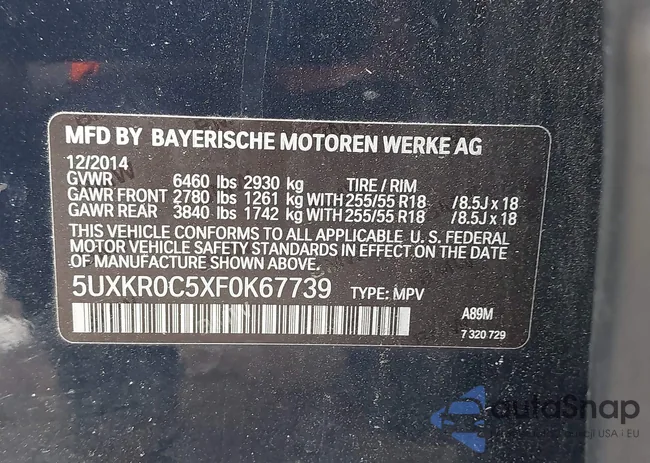 MFD BY BAYERISCHE MOTOREN WERKE AG
12/2014
GVWR 6460 lbs 2930 kg TIRE / RIM
GAWR FRONT 2780 lbs 1261 kg WITH 255/55 R18 / 8.5J x 18
GAWR REAR 3840 lbs 1742 kg WITH 255/55 R18 / 8.5J x 18
THIS VEHICLE CONFORMS TO ALL APPLICABLE U. S. FEDERAL
MOTOR VEHICLE SAFETY STANDARDS IN EFFECT ON THE DATE
OF MANUFACTURE SHOWN ABOVE.
5UXKR0C5XF0K67739 TYPE: MPV
A89M
7 320 729
autoSnap
USA i EU